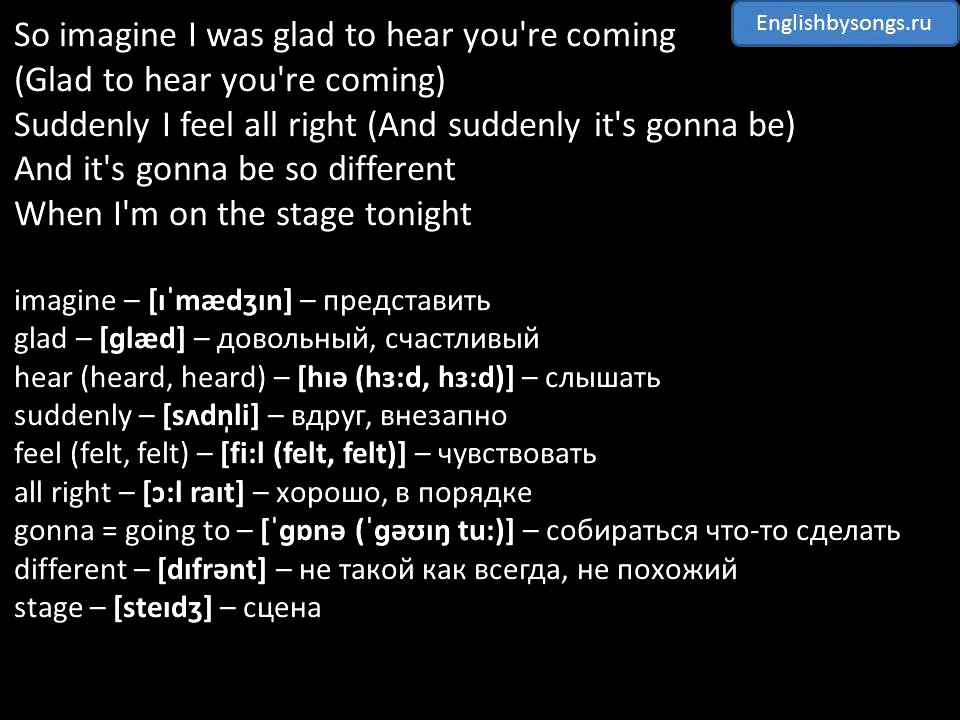 Englishbysongs.ru
So imagine I was glad to hear you're coming
(Glad to hear you're coming)
Suddenly I feel all right (And suddenly it's gonna be)
And it's gonna be so different
When I'm on the stage tonight
imagine – [ɪˈmædʒɪn] – представить
glad – [ɡlæd] – довольный, счастливый
hear (heard, heard) – [hɪə (hɜ:d, hɜ:d)] – слышать
suddenly – [sʌdn̩li] – вдруг, внезапно
feel (felt, felt) – [fi:l (felt, felt)] – чувствовать
all right – [ɔ:l raɪt] – хорошо, в порядке
gonna = going to – [ˈɡɒnə (ˈɡəʊɪŋ tu:)] – собираться что-то сделать
different – [dɪfrənt] – не такой как всегда, не похожий
stage – [steɪdʒ] – сцена